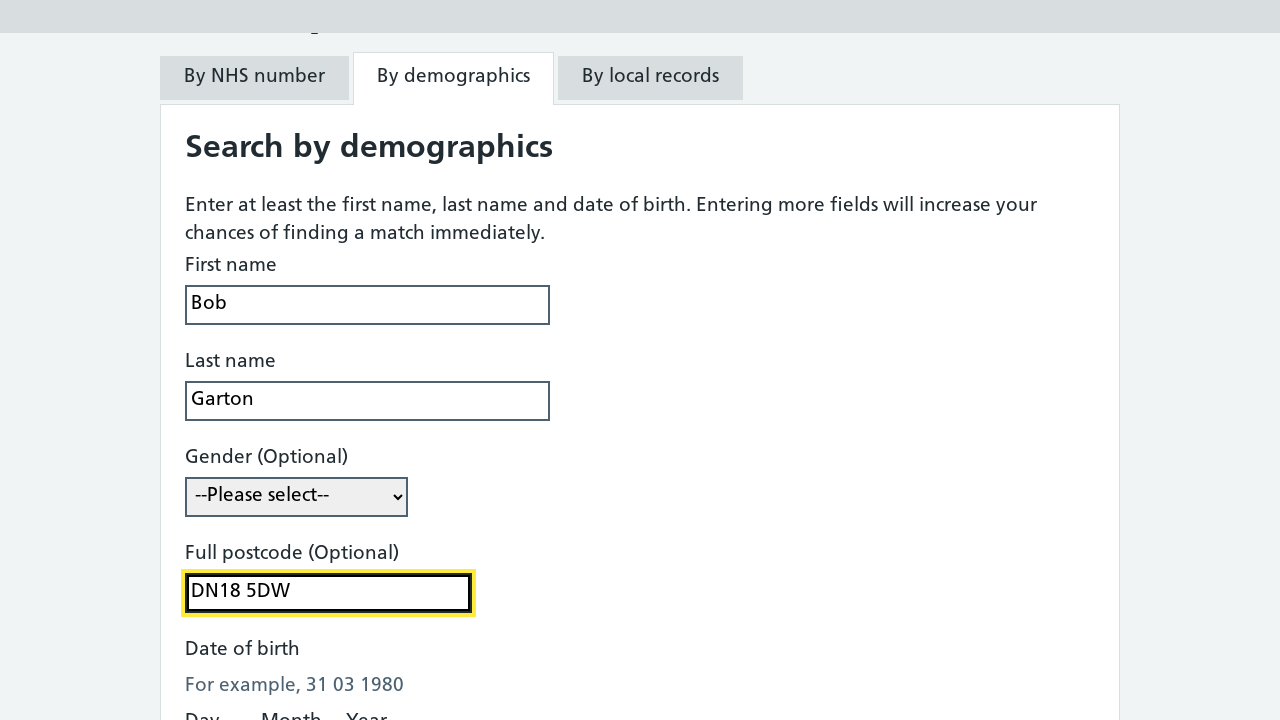 By NHS number
By demographics
By local records
Search by demographics
Enter at least the first name, last name and date of birth. Entering more fields will increase your
chances of finding a match immediately.
First name
Bob
Last name
Garton
Gender (Optional)
--Please select--
Full postcode (Optional)
DN18 5DW
Date of birth
For example, 31 03 1980
Day Month Year